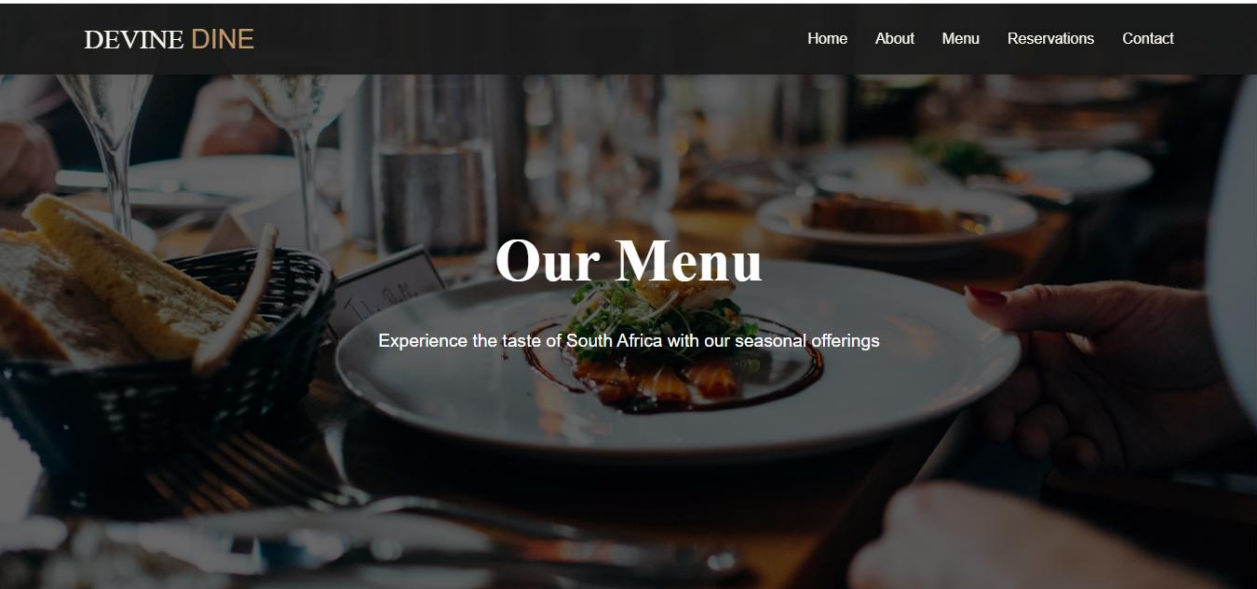 DEVINE DINE
Home About Menu Reservations Contact
Our Menu
Experience the taste of South Africa with our seasonal offerings